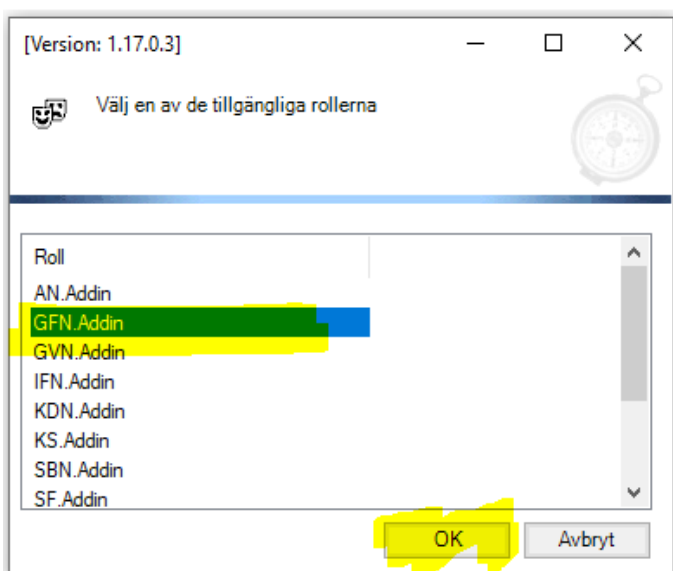 [Version: 1.17.0.3]
Välj en av de tillgängliga rollerna
Roll
AN.Addin
GFN.Addin
GVN.Addin
IFN.Addin
KDN.Addin
KS.Addin
SBN.Addin
SF.Addin
OK Avbryt